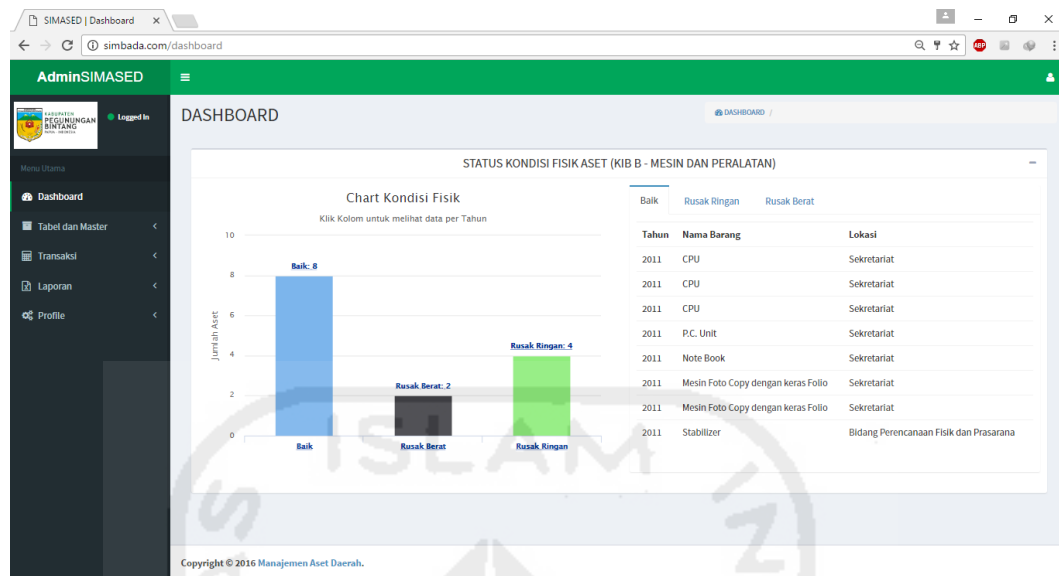 SIMASED | Dashboard
simbada.com/dashboard
ABP
AdminSIMASED
KABUPATEN
PEGUNUNGAN
BINTANG
Logged In
DASHBOARD
DASHBOARD /
Menu Utama
Dashboard
Tabel dan Master
Transaksi
Laporan
Profile
STATUS KONDISI FISIK ASET (KIB B - MESIN DAN PERALATAN)
Chart Kondisi Fisik
Klik Kolom untuk melihat data per Tahun
Jumlah Aset
10
8
6
4
2
0
Baik: 8
Rusak Berat: 2
Rusak Ringan: 4
Baik Rusak Berat Rusak Ringan
Baik Rusak Ringan Rusak Berat
Tahun Nama Barang Lokasi
2011 CPU Sekretariat
2011 CPU Sekretariat
2011 CPU Sekretariat
2011 P.C. Unit Sekretariat
2011 Note Book Sekretariat
2011 Mesin Foto Copy dengan keras Folio Sekretariat
2011 Mesin Foto Copy dengan keras Folio Sekretariat
2011 Stabilizer Bidang Perencanaan Fisik dan Prasarana
ISLAM
Copyright © 2016 Manajemen Aset Daerah.